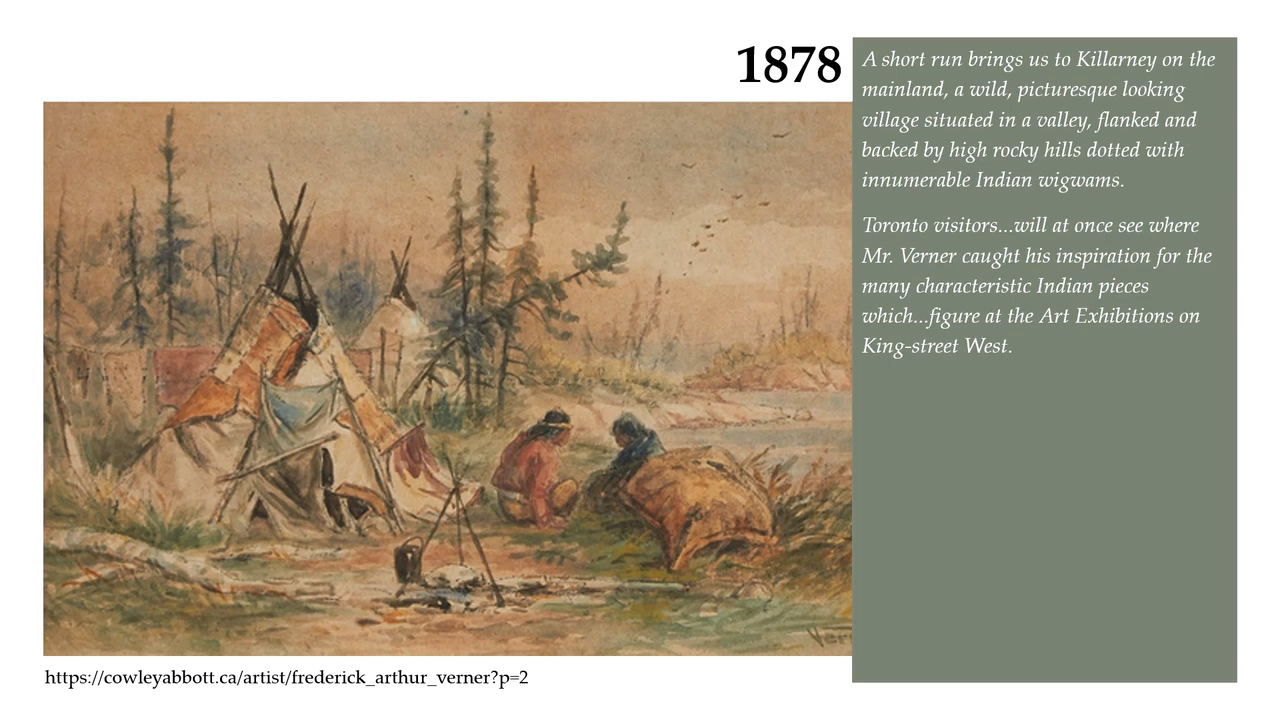 1878
A short run brings us to Killarney on the
mainland, a wild, picturesque looking
village situated in a valley, flanked and
backed by high rocky hills dotted with
innumerable Indian wigwams.
Toronto visitors...will at once see where
Mr. Verner caught his inspiration for the
many characteristic Indian pieces
which...figure at the Art Exhibitions on
King-street West.
https://cowleyabbott.ca/artist/frederick_arthur_verner?p=2